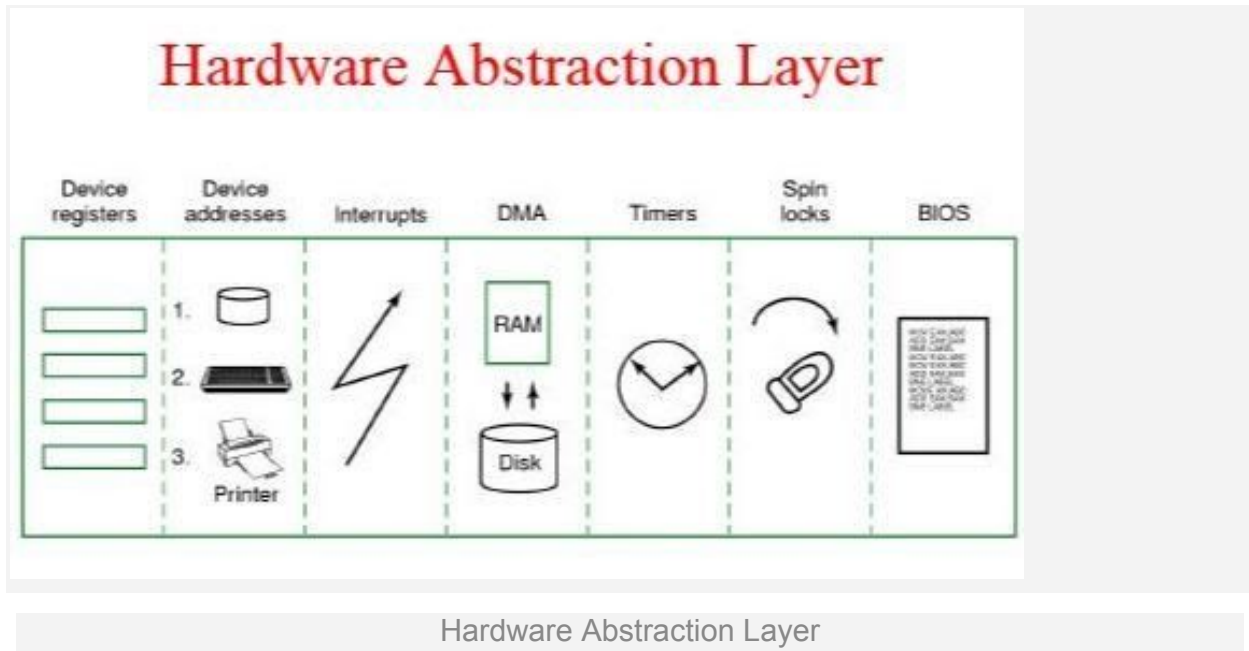 Hardware Abstraction Layer
Device registers
Device addresses
Interrupts
DMA
Timers
Spin locks
BIOS
1.
2.
3.
Printer
RAM
Disk
Hardware Abstraction Layer